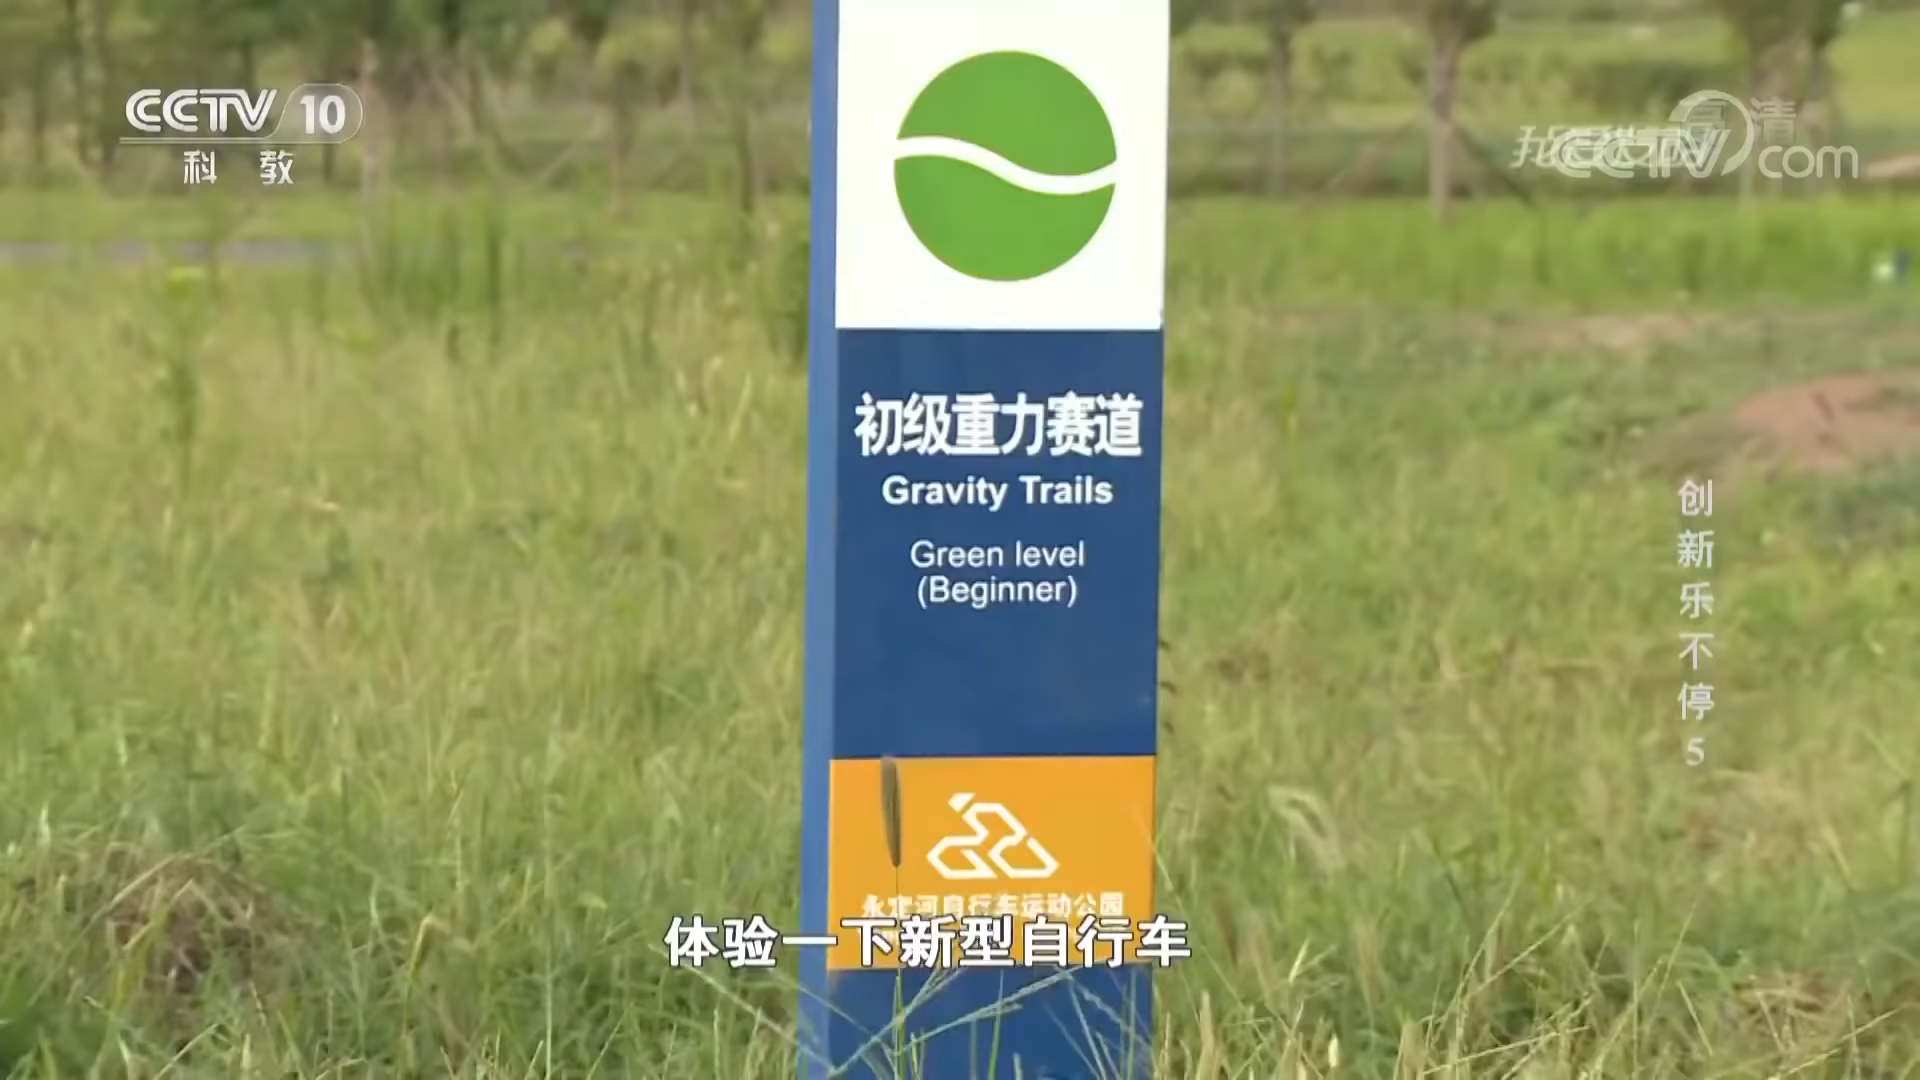 CCTV 10
科 教
高清
CCTV com
初级重力赛道
Gravity Trails
Green level
(Beginner)
创新乐不停5
永定河自行车运动公园
体验一下新型自行车